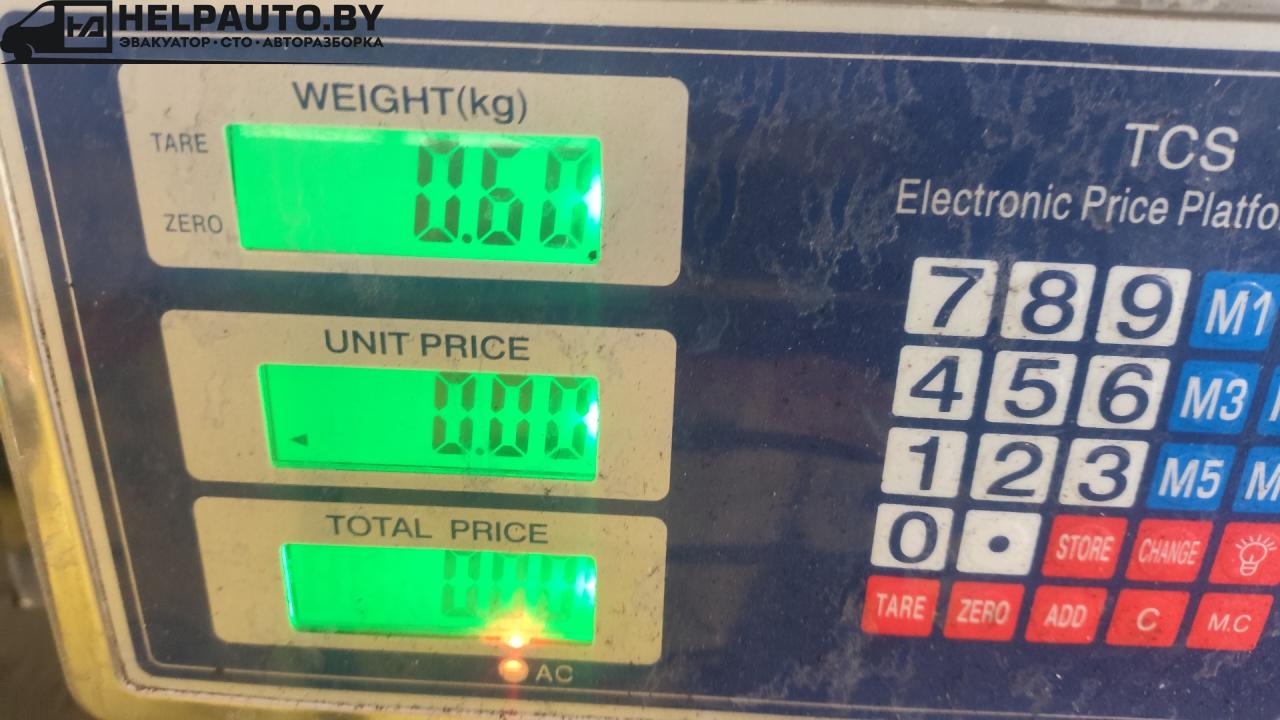 HELPAUTO.BY
ЭВАКУАТОР · СТО · АВТОРАЗБОРКА
WEIGHT(kg)
TARE
0.60
ZERO
UNIT PRICE
0.00
TOTAL PRICE
AC
TCS
Electronic Price
7 8 9 M1
4 5 6 M3
1 2 3 M5
0 . STORE CHANGE
TARE ZERO ADD C M.C